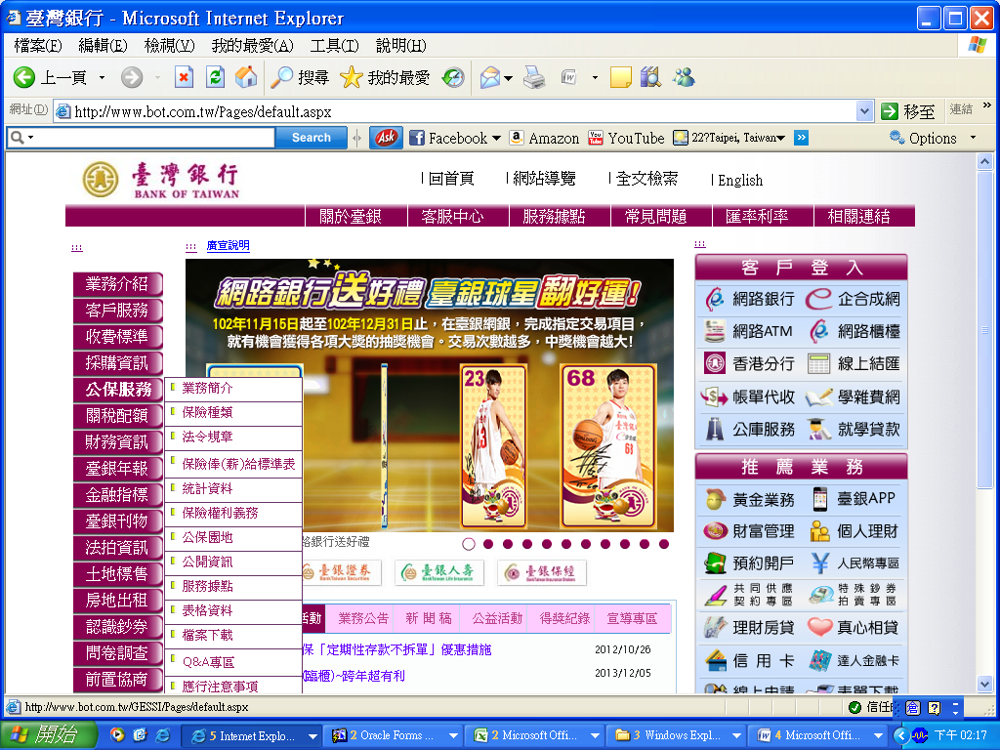 臺灣銀行 - Microsoft Internet Explorer
檔案(F) 編輯(E) 檢視(V) 我的最愛(A) 工具(T) 說明(H)
上一頁 搜尋 我的最愛
網址(D) http://www.bot.com.tw/Pages/default.aspx 移至 連結 »
Search Ask Facebook Amazon YouTube 22?Taipei, Taiwan » Options
臺灣銀行
BANK OF TAIWAN
| 回首頁 | 網站導覽 | 全文檢索 | English
關於臺銀 客服中心 服務據點 常見問題 匯率利率 相關連結
:::
業務介紹
客戶服務
收費標準
採購資訊
公保服務
關稅配額
財務資訊
臺銀年報
金融指標
臺銀刊物
法拍資訊
土地標售
房地出租
認識鈔券
問卷調查
前置協商
業務簡介
保險種類
法令規章
保險俸(薪)給標準表
統計資料
保險權利義務
公保園地
公開資訊
服務據點
表格資料
檔案下載
Q&A專區
應行注意事項
::: 廣宣說明
網路銀行送好禮 臺銀球星翻好運!
102年11月15日起至102年12月31日止，在臺銀網銀，完成指定交易項目，
就有機會獲得各項大獎的抽獎機會。交易次數越多，中獎機會越大!
23 68
13
68
路銀行送好禮
臺銀證券
BankTaiwan Securities
臺銀人壽
BankTaiwan Life Insurance
臺銀保經
活動 業務公告 新聞稿 公益活動 得獎紀錄 宣導專區
保「定期性存款不拆單」優惠措施 2012/10/26
(臨櫃)~跨年超有利 2013/12/05
:::
客戶登入
網路銀行 企合成網
網路ATM 網路櫃檯
香港分行 線上結匯
帳單代收 學雜費網
公庫服務 就學貸款
推薦業務
黃金業務 臺銀APP
財富管理 個人理財
預約開戶 人民幣專區
共同供應契約專區 特殊鈔券拍賣專區
理財房貸 真心相貸
信用卡 達人金融卡
線上申請 表單下載
http://www.bot.com.tw/GESSI/Pages/default.aspx 信任
開始 5 Internet Explo... 2 Oracle Forms ... 2 Microsoft Offi... 3 Windows Expl... 4 Microsoft Offi... 下午 02:17